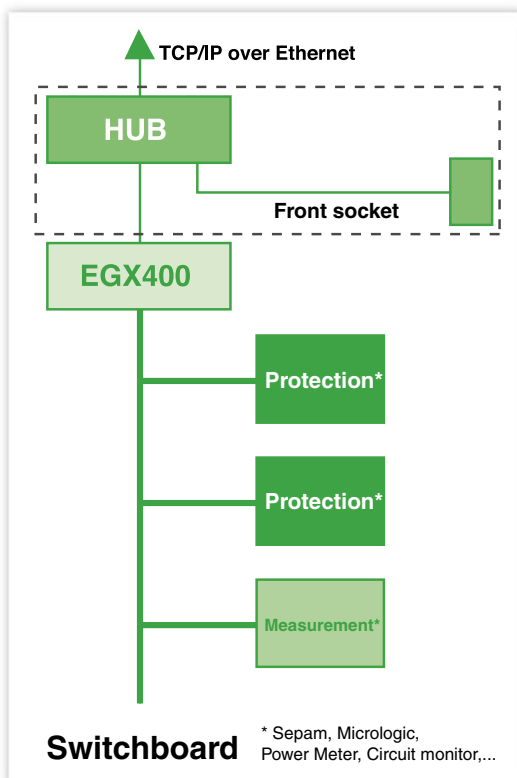 TCP/IP over Ethernet
HUB
Front socket
EGX400
Protection*
Protection*
Measurement*
Switchboard
* Sepam, Micrologic,
Power Meter, Circuit monitor,...